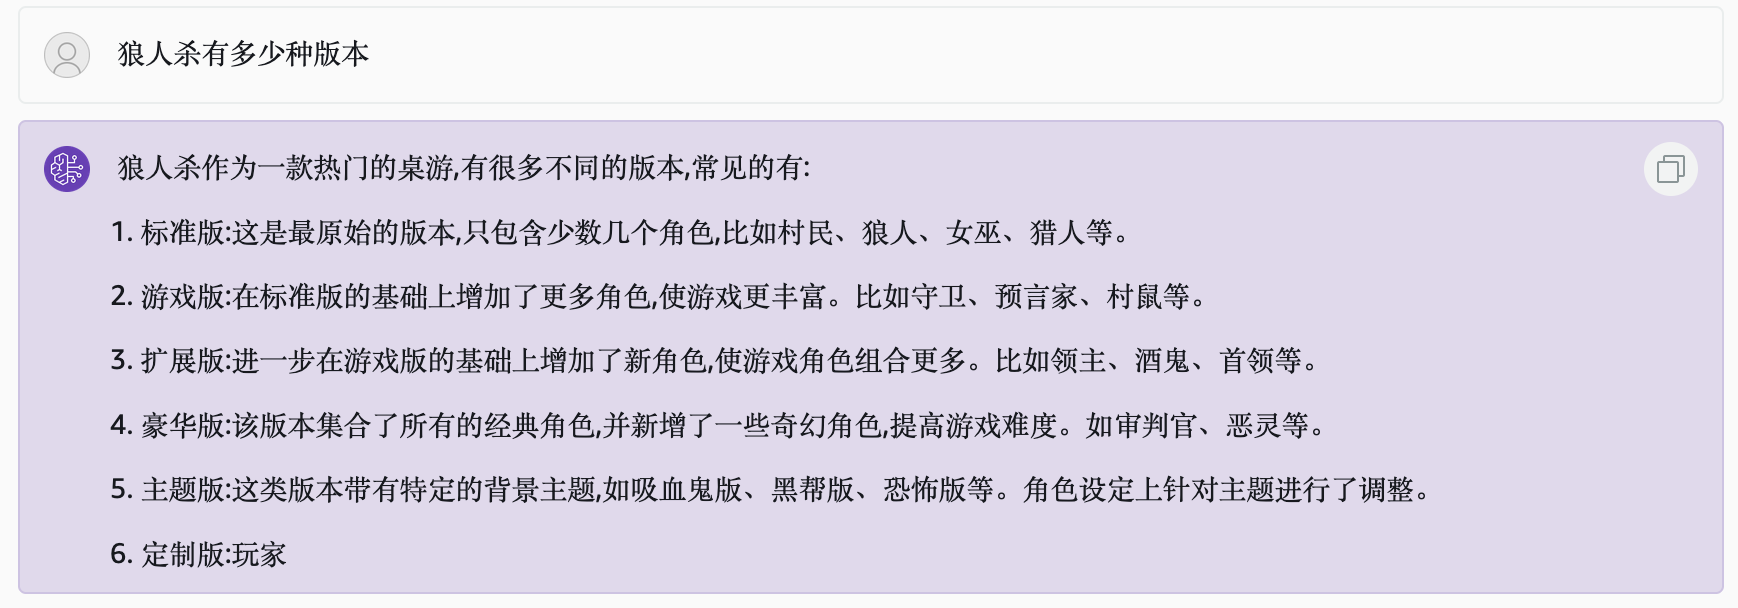 狼人杀有多少种版本
狼人杀作为一款热门的桌游,有很多不同的版本,常见的有:
1. 标准版:这是最原始的版本,只包含少数几个角色,比如村民、狼人、女巫、猎人等。
2. 游戏版:在标准版的基础上增加了更多角色,使游戏更丰富。比如守卫、预言家、村鼠等。
3. 扩展版:进一步在游戏版的基础上增加了新角色,使游戏角色组合更多。比如领主、酒鬼、首领等。
4. 豪华版:该版本集合了所有的经典角色,并新增了一些奇幻角色,提高游戏难度。如审判官、恶灵等。
5. 主题版:这类版本带有特定的背景主题,如吸血鬼版、黑帮版、恐怖版等。角色设定上针对主题进行了调整。
6. 定制版:玩家